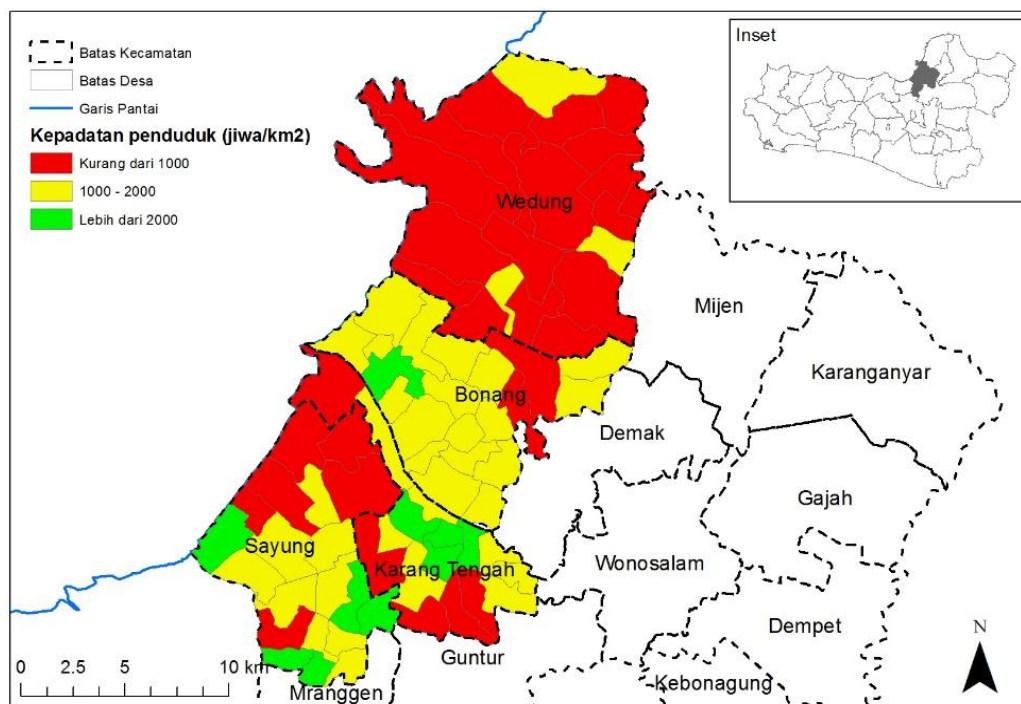 Batas Kecamatan
Batas Desa
Garis Pantai
Kepadatan penduduk (jiwa/km2)
Kurang dari 1000
1000 - 2000
Lebih dari 2000
Inset
Wedung
Mijen
Karanganyar
Bonang
Demak
Gajah
Sayung
Karang Tengah
Wonosalam
Dempet
Guntur
Kebonagung
Mranggen
0 2.5 5 10 km
N